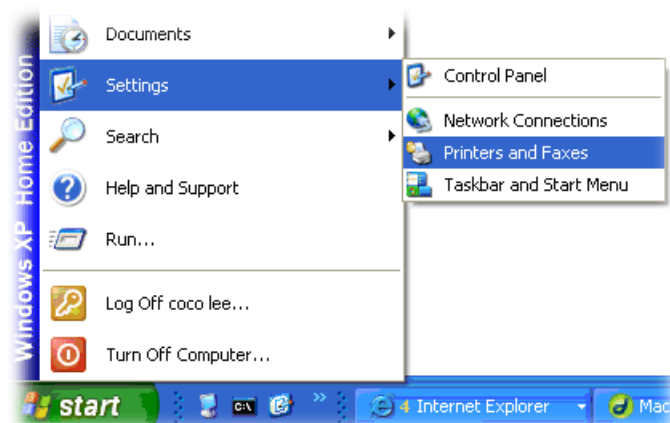 Windows XP Home Edition
Documents
Settings
Search
Help and Support
Run...
Log Off coco lee...
Turn Off Computer...
Control Panel
Network Connections
Printers and Faxes
Taskbar and Start Menu
start
C:\
»
4 Internet Explorer
Mac